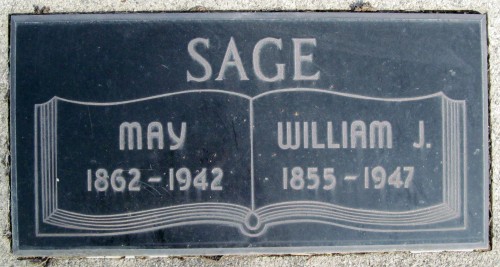 SAGE
MAY
1862 – 1942
WILLIAM J.
1855 – 1947